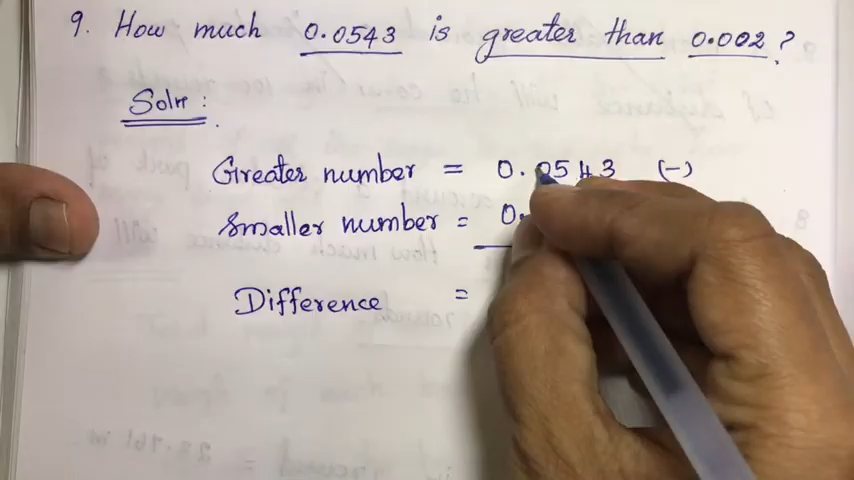 9. How much 0.0543 is greater than 0.002?
Soln :
Greater number = 0.0543 (-)
Smaller number = 0.
Difference =